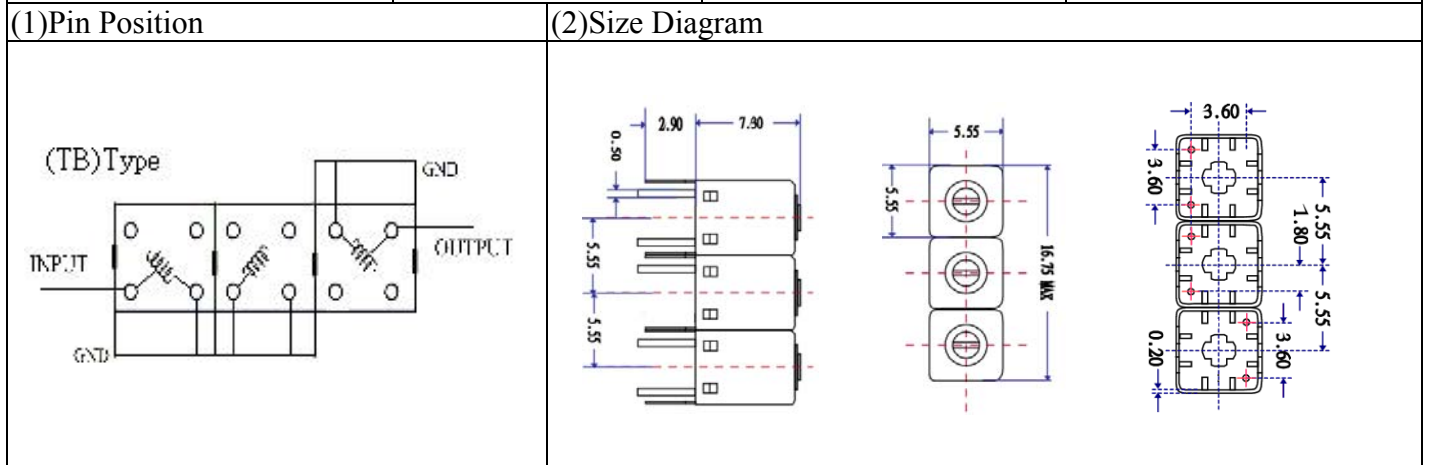 (1)Pin Position
(2)Size Diagram
(TB)Type
GND
INPUT
OUTPUT
GND
2.90
7.80
0.50
5.55
5.55
5.55
5.55
16.75 MAX
3.60
3.60
5.55
1.80
5.55
3.60
0.20